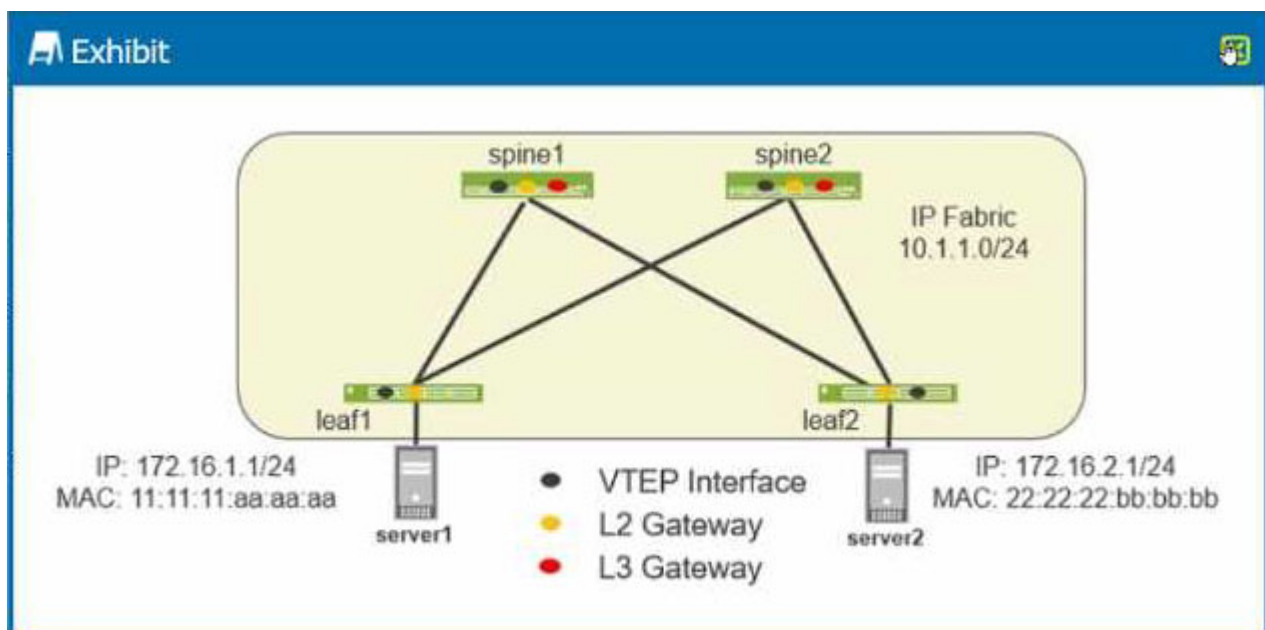 Exhibit
spine1
spine2
IP Fabric
10.1.1.0/24
leaf1
leaf2
IP: 172.16.1.1/24
MAC: 11:11:11:aa:aa:aa
server1
VTEP Interface
L2 Gateway
L3 Gateway
IP: 172.16.2.1/24
MAC: 22:22:22:bb:bb:bb
server2